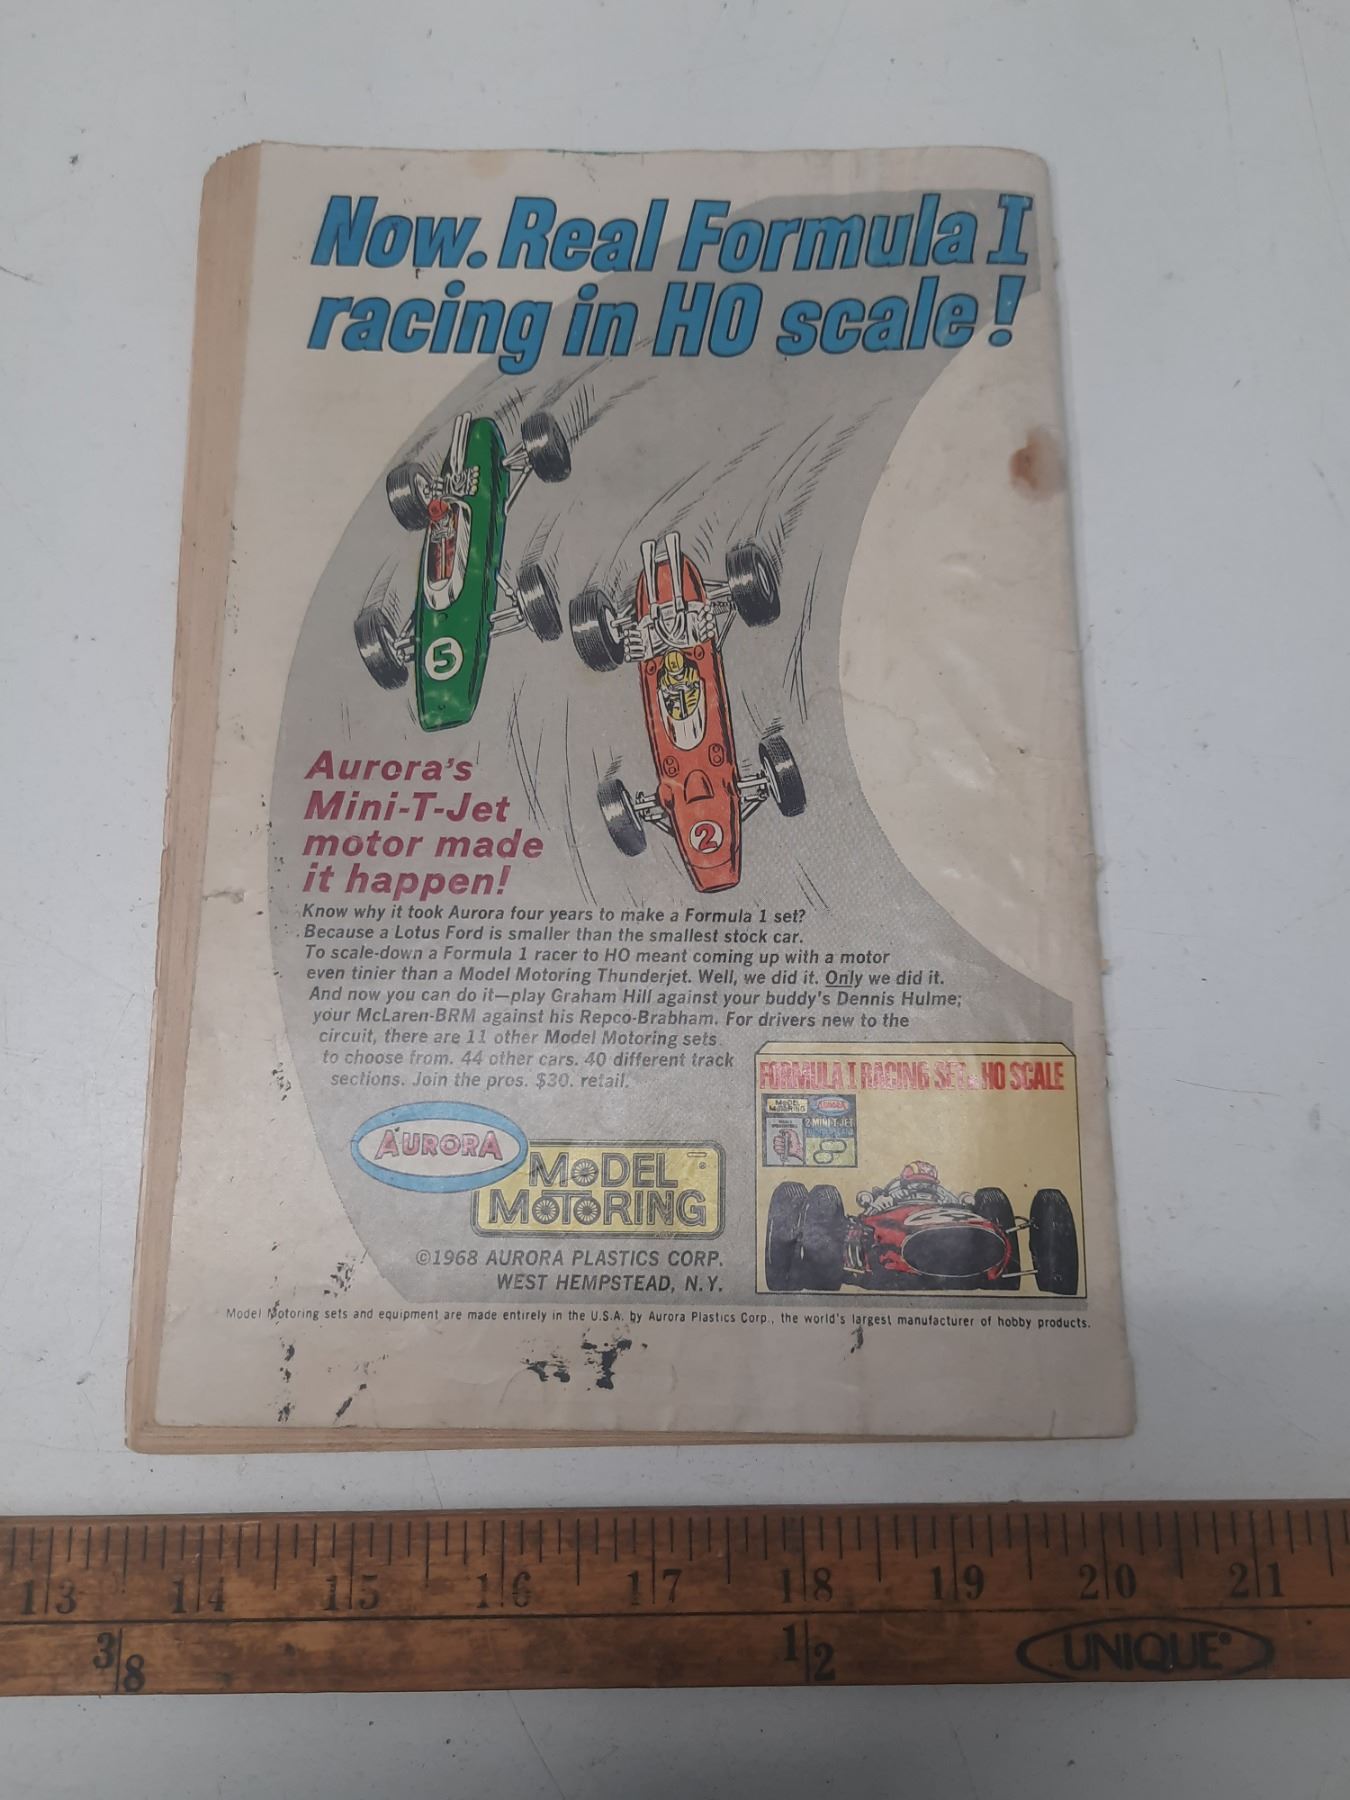 Now. Real Formula I
racing in HO scale!
5
2
Aurora's
Mini-T-Jet
motor made
it happen!
Know why it took Aurora four years to make a Formula 1 set?
Because a Lotus Ford is smaller than the smallest stock car.
To scale-down a Formula 1 racer to HO meant coming up with a motor
even tinier than a Model Motoring Thunderjet. Well, we did it. Only we did it.
And now you can do it—play Graham Hill against your buddy's Dennis Hulme;
your McLaren-BRM against his Repco-Brabham. For drivers new to the
circuit, there are 11 other Model Motoring sets
to choose from. 44 other cars. 40 different track
sections. Join the pros. $30. retail.
FORMULA I RACING SET HO SCALE
MODEL
MOTORING
AURORA
2 MINI-T-JET
AURORA
MODEL
MOTORING
©1968 AURORA PLASTICS CORP.
WEST HEMPSTEAD, N.Y.
Model Motoring sets and equipment are made entirely in the U.S.A. by Aurora Plastics Corp., the world's largest manufacturer of hobby products.
13 14 15 16 17 18 19 20 21
3/8 1/2 UNIQUE®